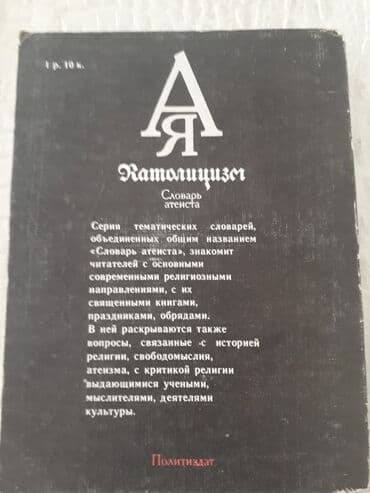 1 р. 10 к.
А
Я
Католицизм
Словарь
атеиста
Серия тематических словарей,
объединенных общим названием
«Словарь атеиста», знакомит
читателей с основными
современными религиозными
направлениями, с их
священными книгами,
праздниками, обрядами.
В ней раскрываются также
вопросы, связанные с историей
религии, свободомыслия,
атеизма, с критикой религии
выдающимися учеными,
мыслителями, деятелями
культуры.
Политиздат